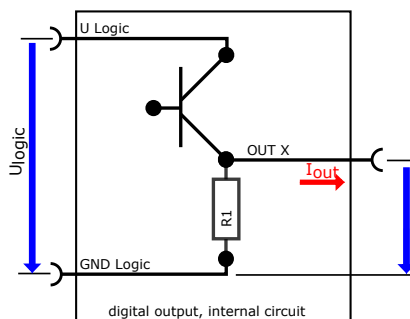 U Logic
Ulogic
OUT X
Iout
R1
GND Logic
digital output, internal circuit